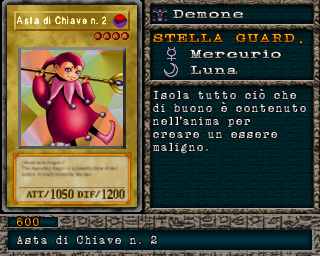 Asta di Chiave n. 2
ATT/1050 DIF/1200
Demone
STELLA GUARD.
Mercurio
Luna
Isola tutto ciò che
di buono è contenuto
nell'anima per
creare un essere
maligno.
600
Asta di Chiave n. 2